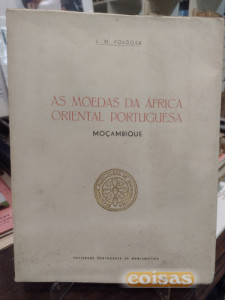 J. M. FOLGOSA
AS MOEDAS DA ÁFRICA
ORIENTAL PORTUGUESA
MOÇAMBIQUE
SOCIEDADE PORTUGUESA DE NUMISMÁTICA
coisas